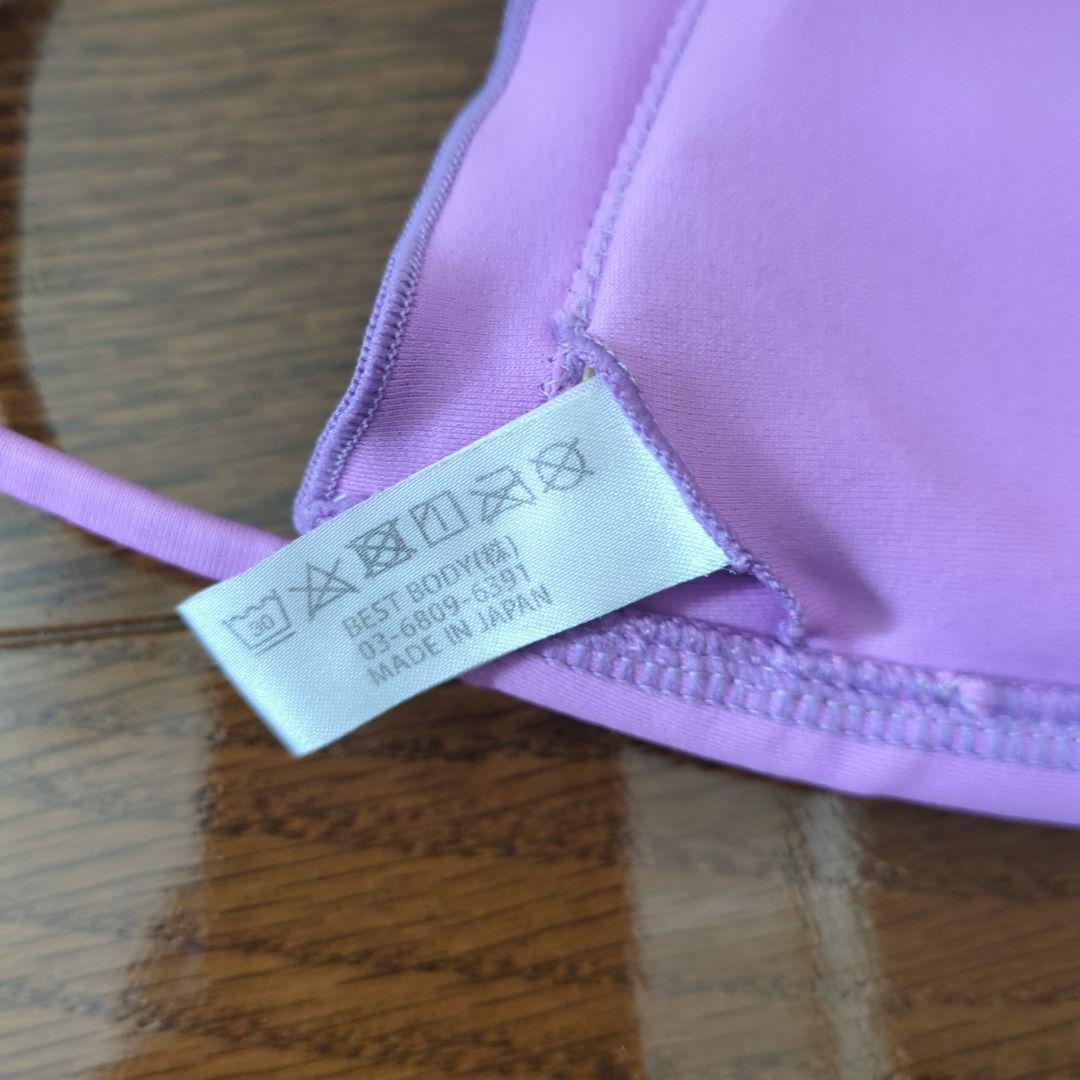 30
BEST BODY(株)
03-6809-6391
MADE IN JAPAN